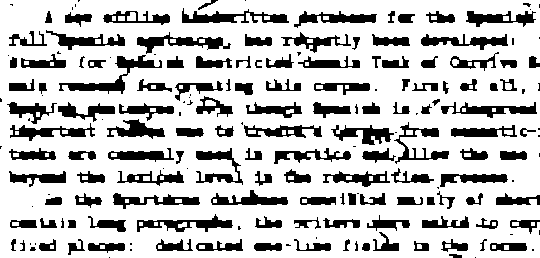 A new offline handwritten database for the Spanish
full Spanish sentences, has recently been developed:
stands for Spanish Restricted-domain Task of Cursive
main reasons for creating this corpus. First of all,
Spanish sentences, even though Spanish is a widespread
important reason was to create a corpus from semantic-
tasks are commonly used in practice and allow the use
beyond the lexicon level in the recognition process.
As the Spartacus database consisted mainly of short
contain long paragraphs, the writers were asked to copy
fixed places: dedicated one-line fields in the forms.